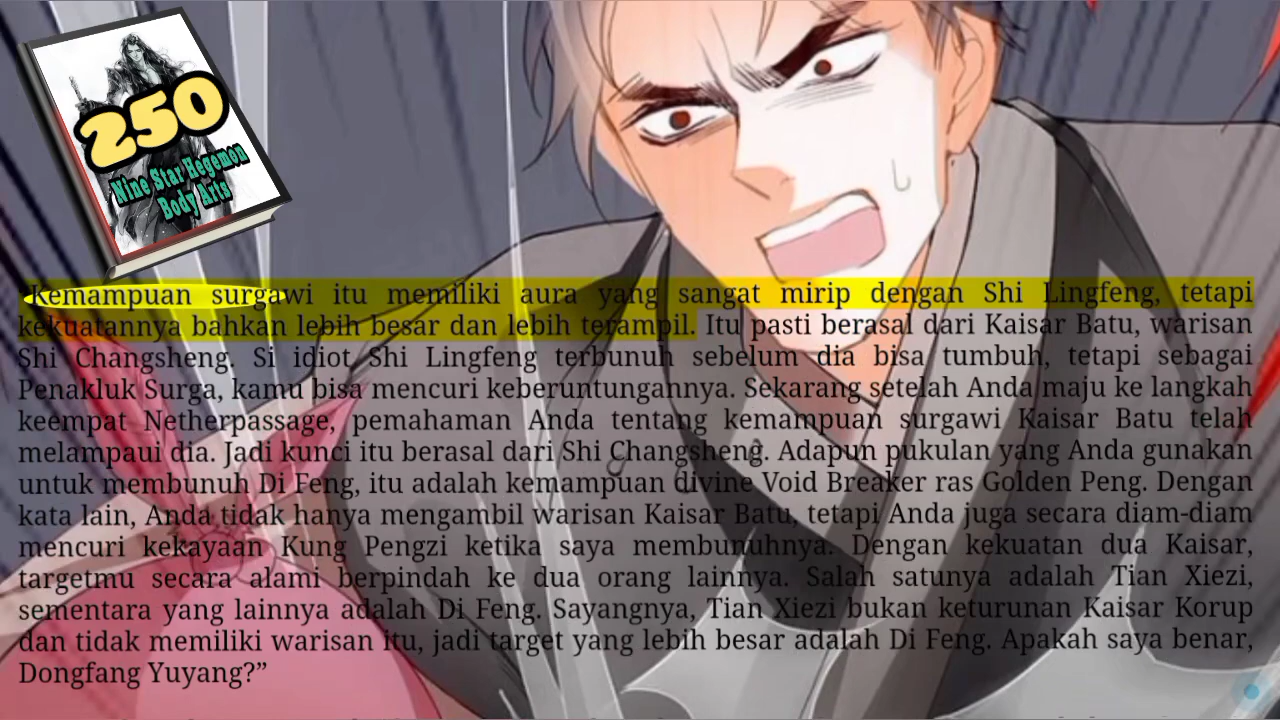 250
Nine Star Hegemon
Body Arts
Kemampuan surgawi itu memiliki aura yang sangat mirip dengan Shi Lingfeng, tetapi
kekuatannya bahkan lebih besar dan lebih terampil. Itu pasti berasal dari Kaisar Batu, warisan
Shi Changsheng. Si idiot Shi Lingfeng terbunuh sebelum dia bisa tumbuh, tetapi sebagai
Penakluk Surga, kamu bisa mencuri keberuntungannya. Sekarang setelah Anda maju ke langkah
keempat Netherpassage, pemahaman Anda tentang kemampuan surgawi Kaisar Batu telah
melampaui dia. Jadi kunci itu berasal dari Shi Changsheng. Adapun pukulan yang Anda gunakan
untuk membunuh Di Feng, itu adalah kemampuan divine Void Breaker ras Golden Peng. Dengan
kata lain, Anda tidak hanya mengambil warisan Kaisar Batu, tetapi Anda juga secara diam-diam
mencuri kekayaan Kung Pengzi ketika saya membunuhnya. Dengan kekuatan dua Kaisar,
targetmu secara alami berpindah ke dua orang lainnya. Salah satunya adalah Tian Xiezi,
sementara yang lainnya adalah Di Feng. Sayangnya, Tian Xiezi bukan keturunan Kaisar Korup
dan tidak memiliki warisan itu, jadi target yang lebih besar adalah Di Feng. Apakah saya benar,
Dongfang Yuyang?”